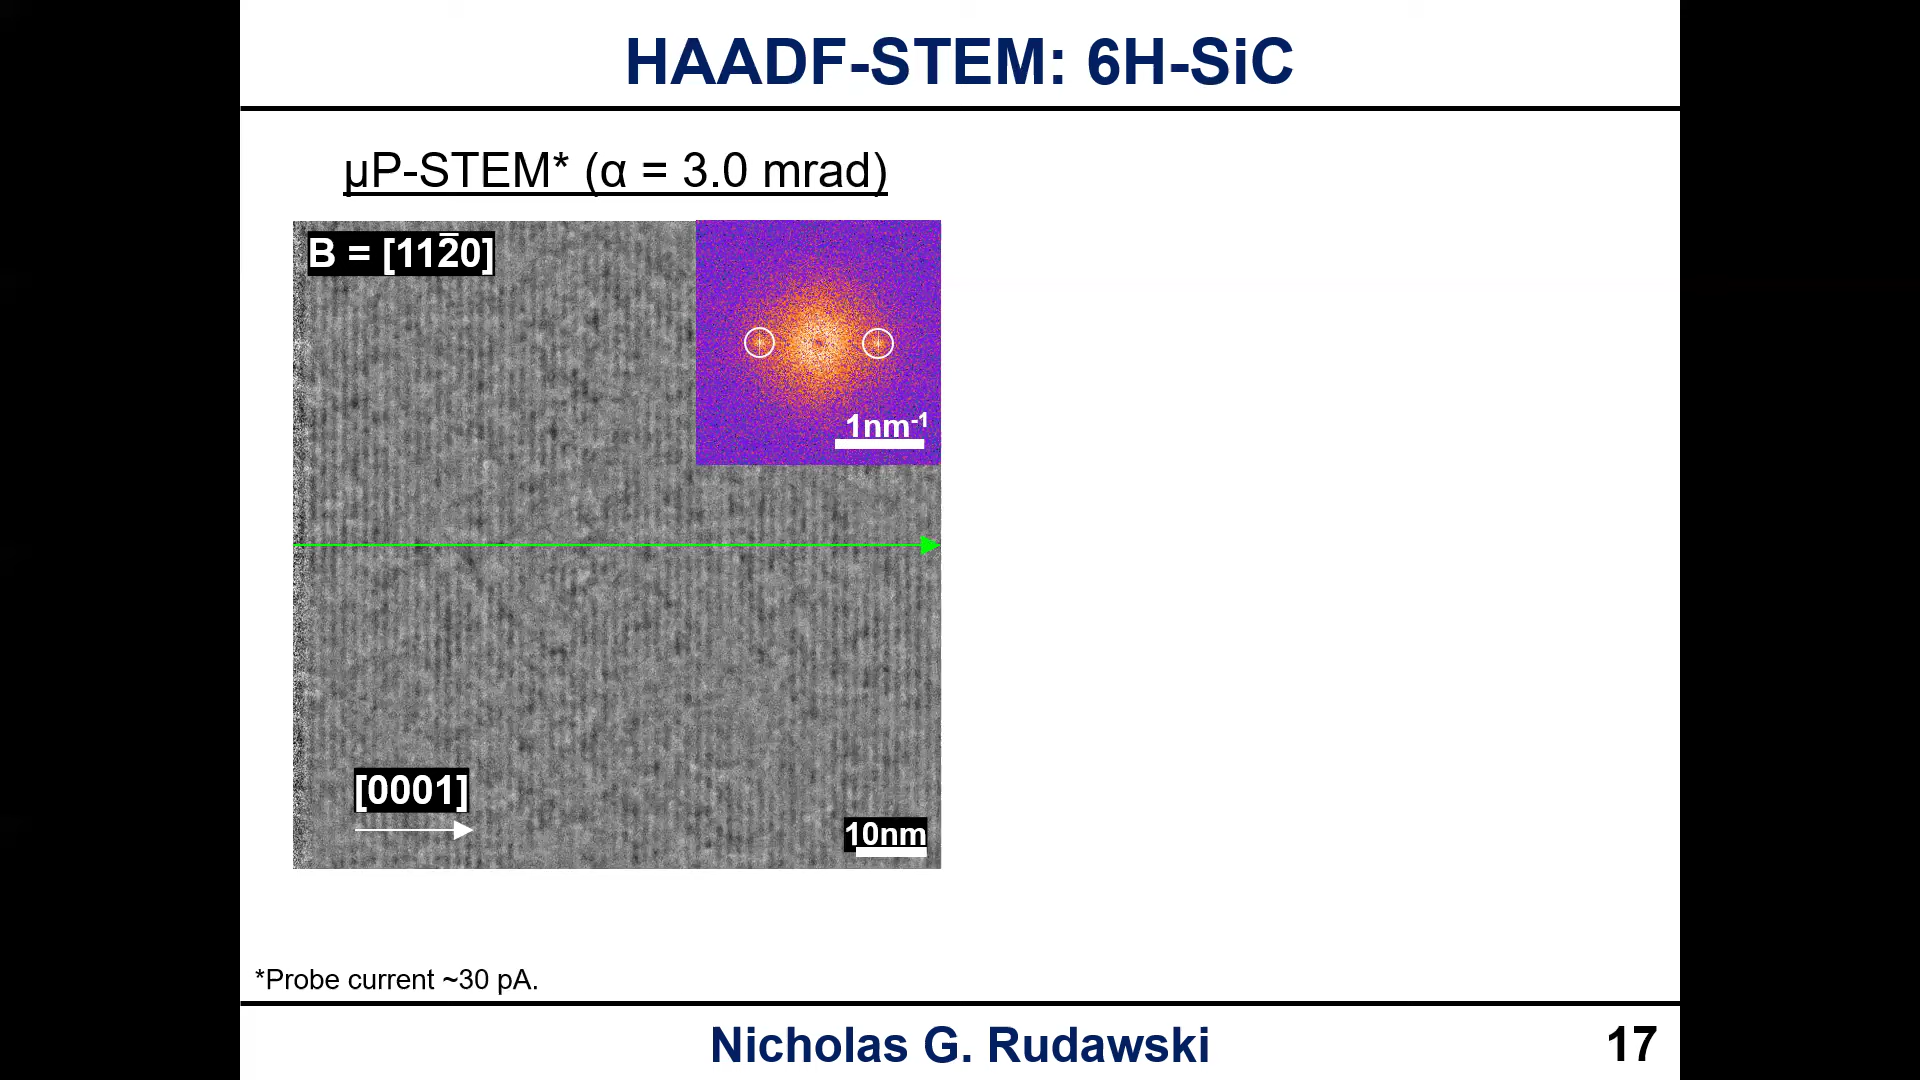 HAADF-STEM: 6H-SiC
µP-STEM* (α = 3.0 mrad)
B = [112̅0]
1nm⁻¹
[0001]
10nm
*Probe current ~30 pA.
Nicholas G. Rudawski
17